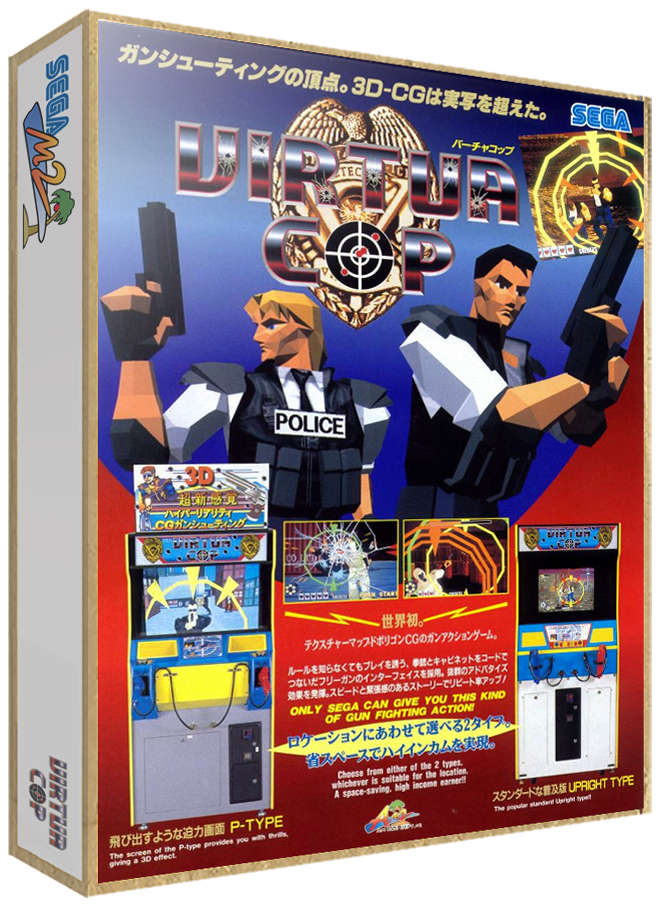 ガンシューティングの頂点。3D-CGは実写を超えた。
SEGA
バーチャコップ
VIRTUA
COP
POLICE
SEGA
VIRTUA
COP
3D
超・新・感・覚
ハイパーリアリティ
CGガンシューティング
VIRTUA
COP
VIRTUA
COP
世界初。
テクスチャーマップドポリゴンCGのガンアクションゲーム。
ルールを知らなくてもプレイを誘う、拳銃とキャビネットをコードで
つないだフリーガンのインターフェイスを採用。抜群のアドバタイズ
効果を発揮。スピードと緊張感のあるストーリーでリピート率アップ!
ONLY SEGA CAN GIVE YOU THIS KIND
OF GUN FIGHTING ACTION!
ロケーションにあわせて選べる2タイプ。
省スペースでハイインカムを実現。
Choose from either of the 2 types,
whichever is suitable for the location.
A space-saving, high income earner!!
飛び出すような迫力画面 P-TYPE
The screen of the P-type provides you with thrills,
giving a 3D effect.
スタンダードな普及版 UPRIGHT TYPE
The popular standard Upright type!!